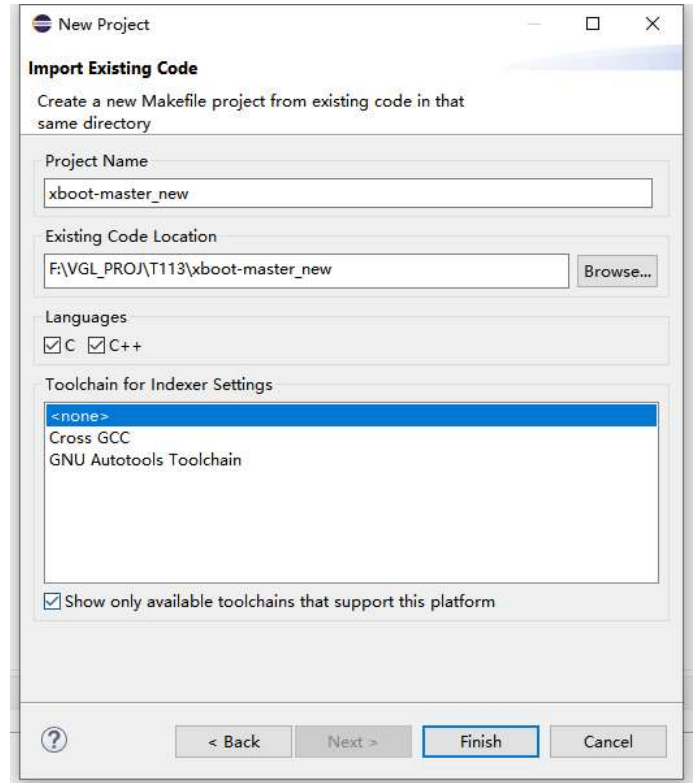 New Project
Import Existing Code
Create a new Makefile project from existing code in that
same directory
Project Name
xboot-master_new
Existing Code Location
F:\VGL_PROJ\T113\xboot-master_new
Browse...
Languages
C C++
Toolchain for Indexer Settings
<none>
Cross GCC
GNU Autotools Toolchain
Show only available toolchains that support this platform
< Back Next > Finish Cancel